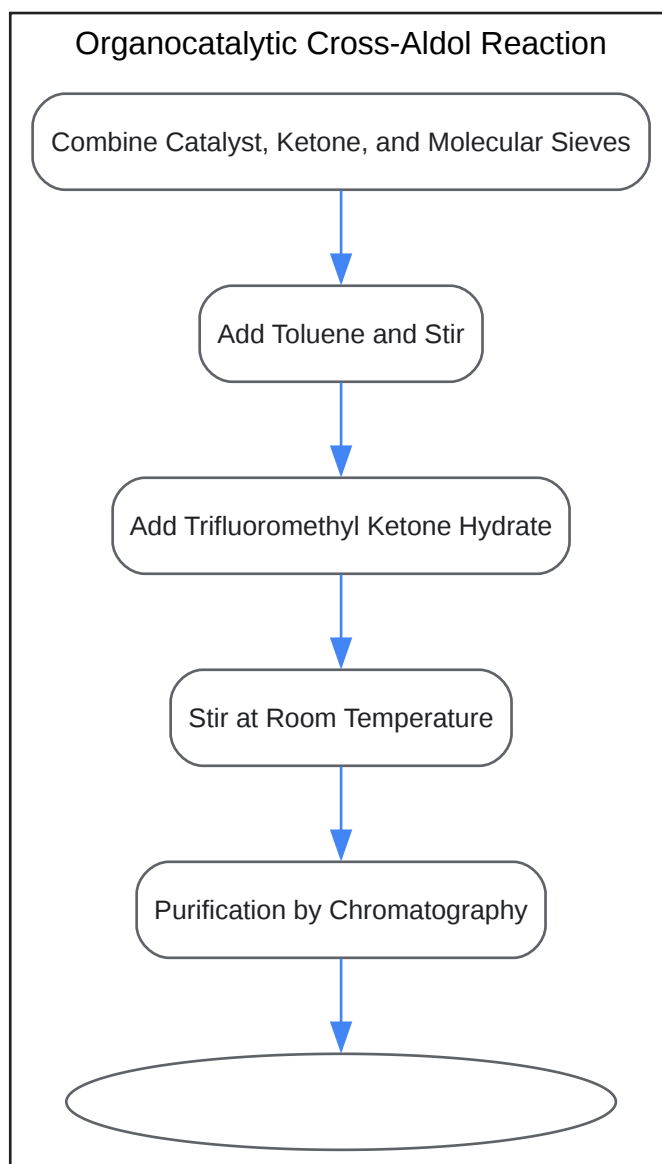 Organocatalytic Cross-Aldol Reaction
Combine Catalyst, Ketone, and Molecular Sieves
Add Toluene and Stir
Add Trifluoromethyl Ketone Hydrate
Stir at Room Temperature
Purification by Chromatography